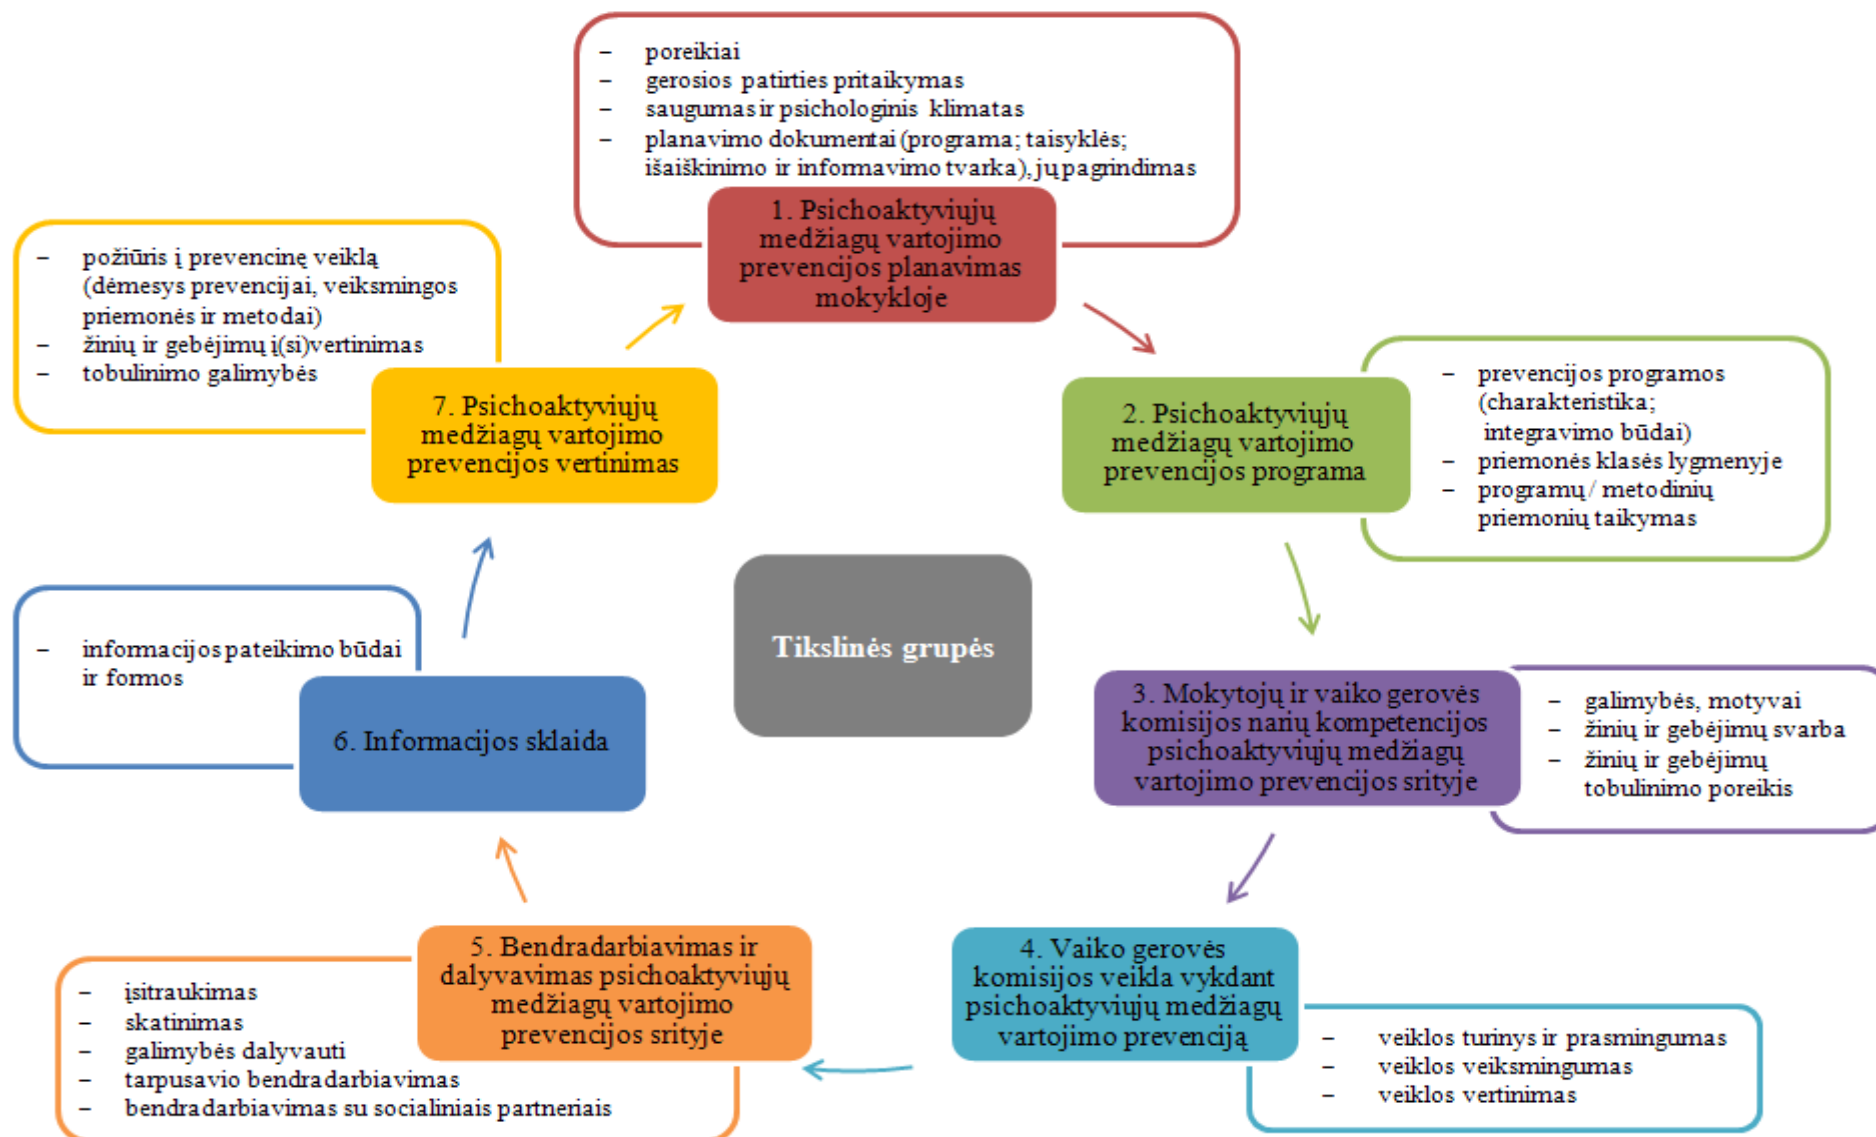 – poreikiai
– gerosios patirties pritaikymas
– saugumas ir psichologinis klimatas
– planavimo dokumentai (programa; taisyklės;
išaiškinimo ir informavimo tvarka), jų pagrindimas
1. Psichoaktyviųjų
medžiagų vartojimo
prevencijos planavimas
mokykloje
– prevencijos programos
(charakteristika;
integravimo būdai)
– priemonės klasės lygmenyje
– programų / metodinių
priemonių taikymas
2. Psichoaktyviųjų
medžiagų vartojimo
prevencijos programa
– galimybės, motyvai
– žinių ir gebėjimų svarba
– žinių ir gebėjimų
tobulinimo poreikis
3. Mokytojų ir vaiko gerovės
komisijos narių kompetencijos
psichoaktyviųjų medžiagų
vartojimo prevencijos srityje
4. Vaiko gerovės
komisijos veikla vykdant
psichoaktyviųjų medžiagų
vartojimo prevenciją
– veiklos turinys ir prasmingumas
– veiklos veiksmingumas
– veiklos vertinimas
5. Bendradarbiavimas ir
dalyvavimas psichoaktyviųjų
medžiagų vartojimo
prevencijos srityje
– įsitraukimas
– skatinimas
– galimybės dalyvauti
– tarpusavio bendradarbiavimas
– bendradarbiavimas su socialiniais partneriais
– informacijos pateikimo būdai
ir formos
6. Informacijos sklaida
– požiūris į prevencinę veiklą
(dėmesys prevencijai, veiksmingos
priemonės ir metodai)
– žinių ir gebėjimų į(si)vertinimas
– tobulinimo galimybės
7. Psichoaktyviųjų
medžiagų vartojimo
prevencijos vertinimas
Tikslinės grupės